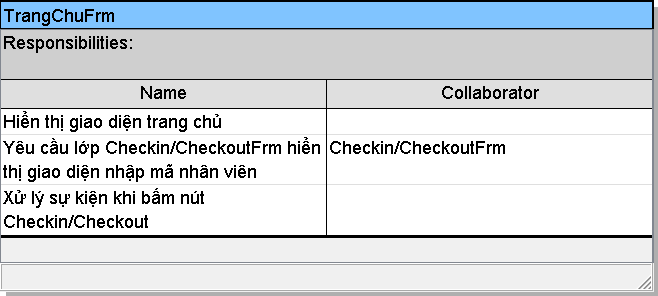 TrangChuFrm
Responsibilities:
Name
Collaborator
Hiển thị giao diện trang chủ
Yêu cầu lớp Checkin/CheckoutFrm hiển
thị giao diện nhập mã nhân viên
Checkin/CheckoutFrm
Xử lý sự kiện khi bấm nút
Checkin/Checkout